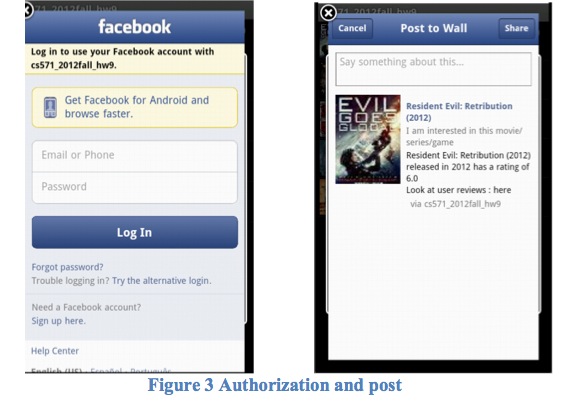 facebook
Log in to use your Facebook account with
cs571_2012fall_hw9.
Get Facebook for Android and
browse faster.
Email or Phone
Password
Log In
Forgot password?
Trouble logging in? Try the alternative login.
Need a Facebook account?
Sign up here.
Help Center
English (US) · Español · Português
Cancel
Post to Wall
Share
Say something about this...
EVIL
GOES
Resident Evil: Retribution
(2012)
I am interested in this movie/
series/game
Resident Evil: Retribution (2012)
released in 2012 has a rating of
6.0
Look at user reviews : here
via cs571_2012fall_hw9
Figure 3 Authorization and post